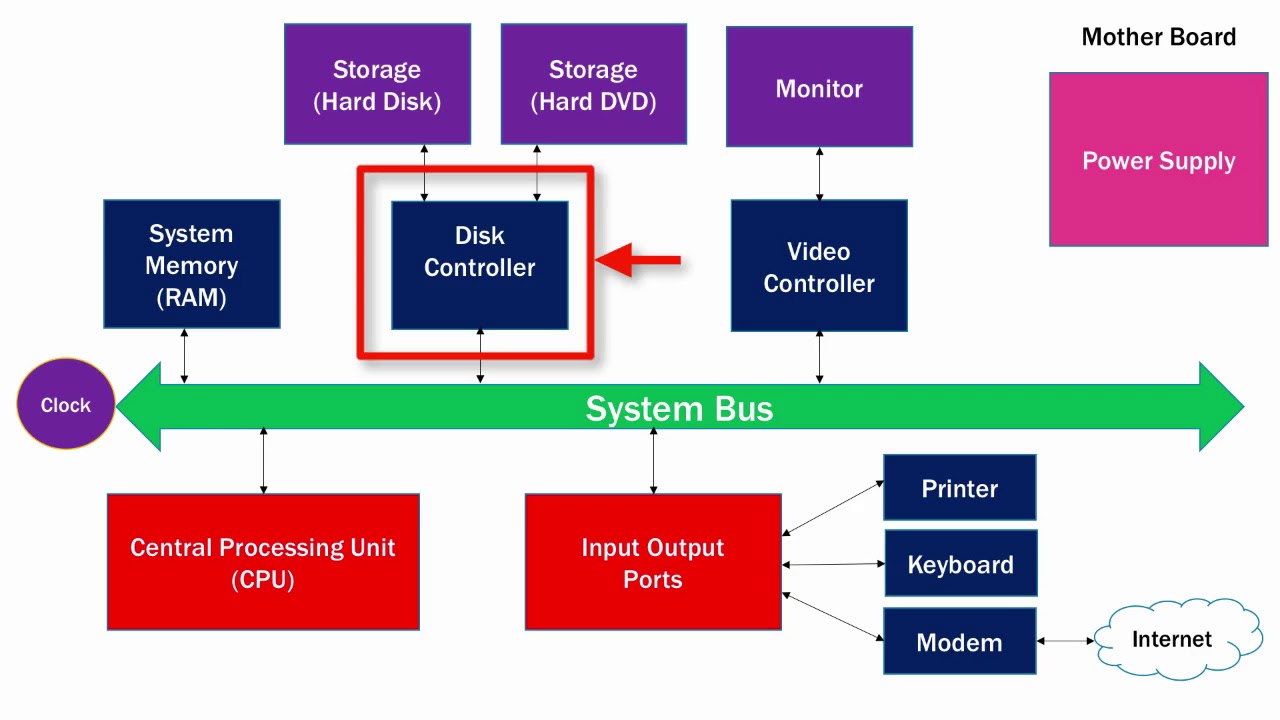 Mother Board
Storage
(Hard Disk)
Storage
(Hard DVD)
Monitor
Power Supply
System
Memory
(RAM)
Disk
Controller
Video
Controller
Clock
System Bus
Central Processing Unit
(CPU)
Input Output
Ports
Printer
Keyboard
Modem
Internet